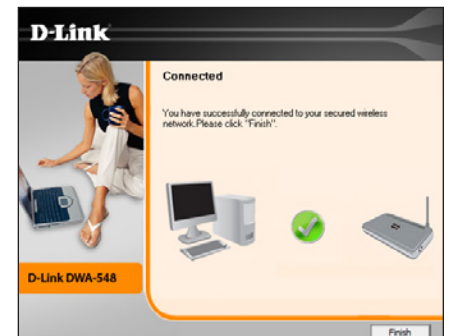 D-Link
Connected
You have successfully connected to your secured wireless
network.Please click "Finish".
D-Link DWA-548
Finish